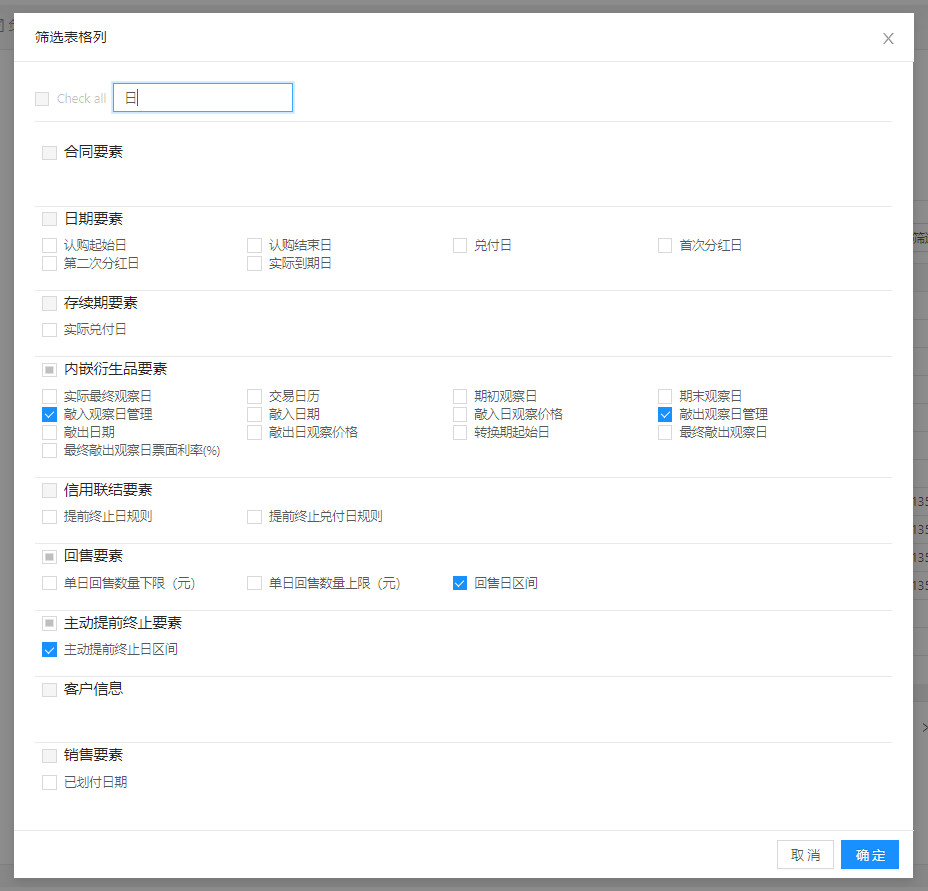 筛选表格列
Check all 日
合同要素
日期要素
认购起始日 认购结束日 兑付日 首次分红日
第二次分红日 实际到期日
存续期要素
实际兑付日
内嵌衍生品要素
实际最终观察日 交易日历 期初观察日 期末观察日
敲入观察日管理 敲入日期 敲入日观察价格 敲出观察日管理
敲出日期 敲出日观察价格 转换期起始日 最终敲出观察日
最终敲出观察日票面利率(%)
信用联结要素
提前终止日规则 提前终止兑付日规则
回售要素
单日回售数量下限（元） 单日回售数量上限（元） 回售日区间
主动提前终止要素
主动提前终止日区间
客户信息
销售要素
已划付日期
取消 确定
135
135
135
135